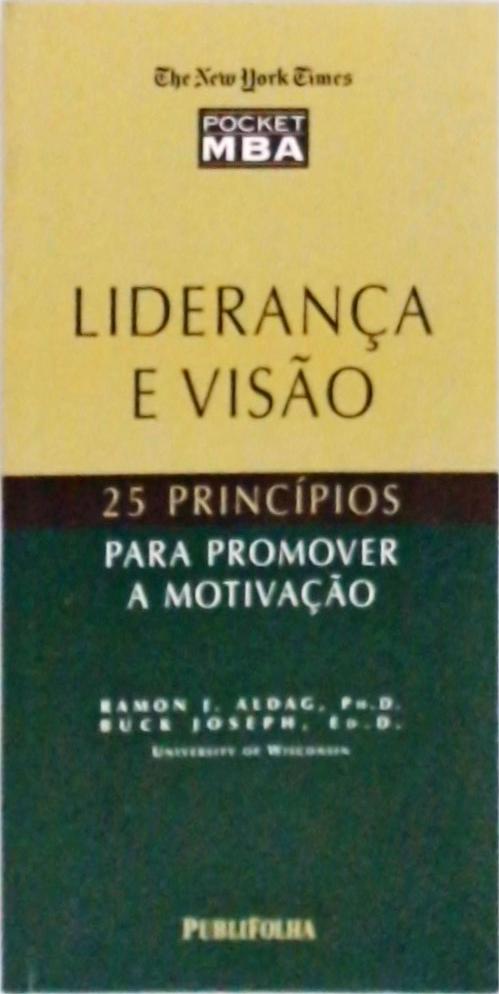 The New York Times
POCKET
MBA
LIDERANÇA
E VISÃO
25 PRINCÍPIOS
PARA PROMOVER
A MOTIVAÇÃO
RAMON J. ALDAG, PH.D.
BUCK JOSEPH, ED.D.
UNIVERSITY OF WISCONSIN
PUBLIFOLHA